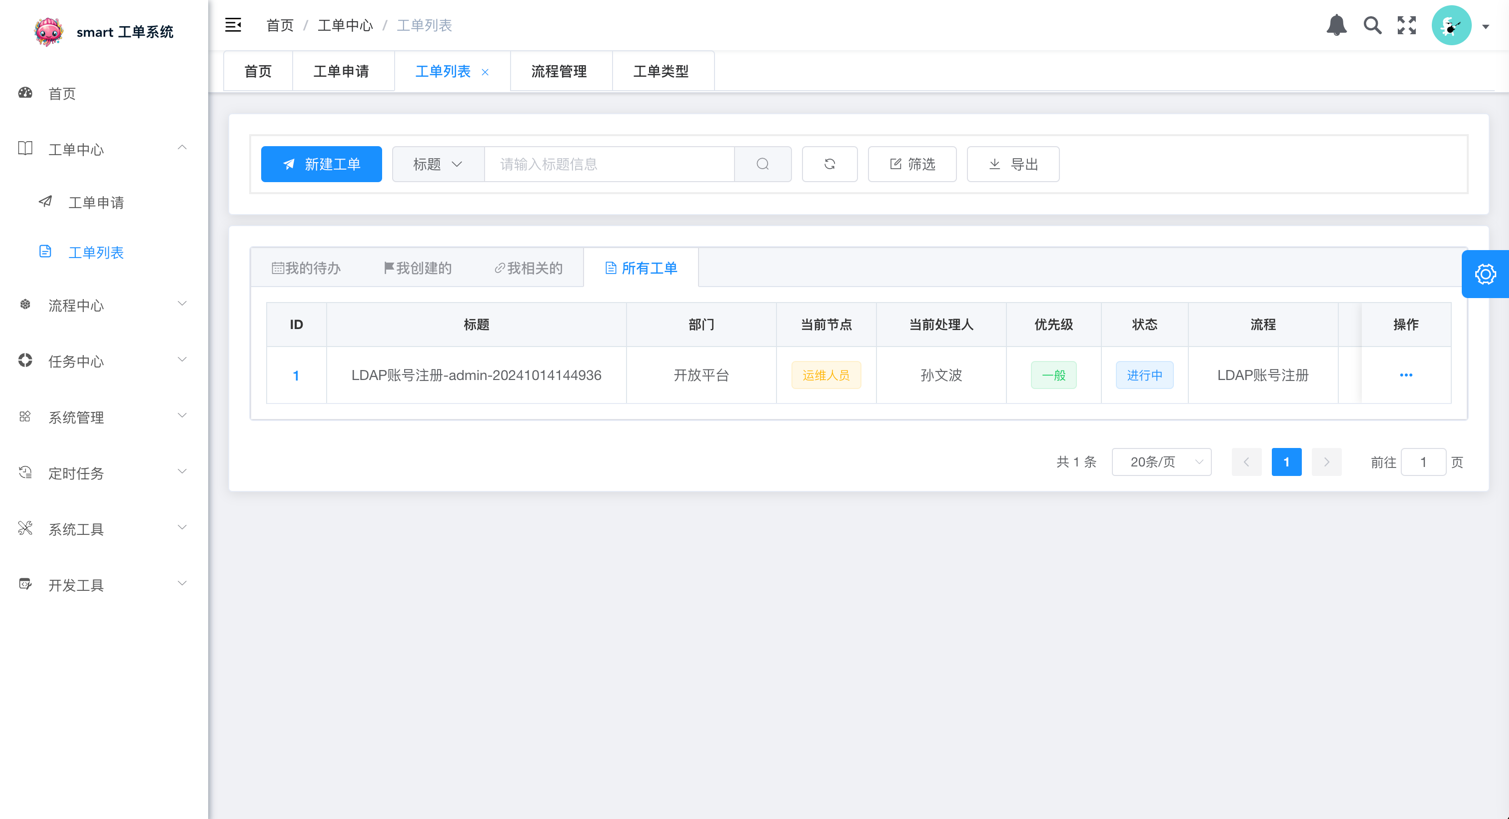 smart 工单系统
首页
工单中心
工单申请
工单列表
流程中心
任务中心
系统管理
定时任务
系统工具
开发工具
首页 / 工单中心 / 工单列表
首页 工单申请 工单列表 × 流程管理 工单类型
新建工单 标题 请输入标题信息 筛选 导出
我的待办 我创建的 我相关的 所有工单
ID 标题 部门 当前节点 当前处理人 优先级 状态 流程 操作
1 LDAP账号注册-admin-20241014144936 开放平台 运维人员 孙文波 一般 进行中 LDAP账号注册 •••
共 1 条 20条/页 1 前往 1 页